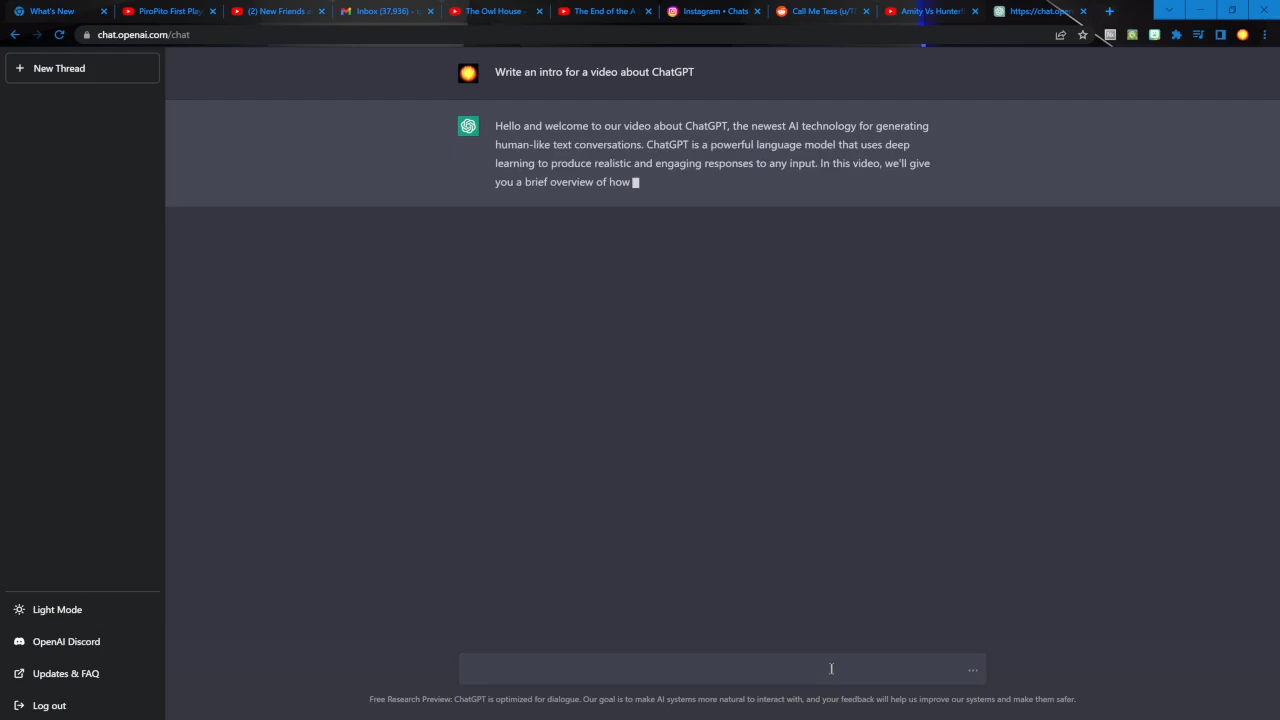 What's New
PiroPito First Play
(2) New Friends
Inbox (37,936)
The Owl House -
The End of the A
Instagram • Chats
Call Me Tess (u/T
Amity Vs Hunter!
https://chat.open
chat.openai.com/chat
New Thread
Write an intro for a video about ChatGPT
Hello and welcome to our video about ChatGPT, the newest AI technology for generating
human-like text conversations. ChatGPT is a powerful language model that uses deep
learning to produce realistic and engaging responses to any input. In this video, we'll give
you a brief overview of how
Light Mode
OpenAI Discord
Updates & FAQ
Log out
Free Research Preview: ChatGPT is optimized for dialogue. Our goal is to make AI systems more natural to interact with, and your feedback will help us improve our systems and make them safer.